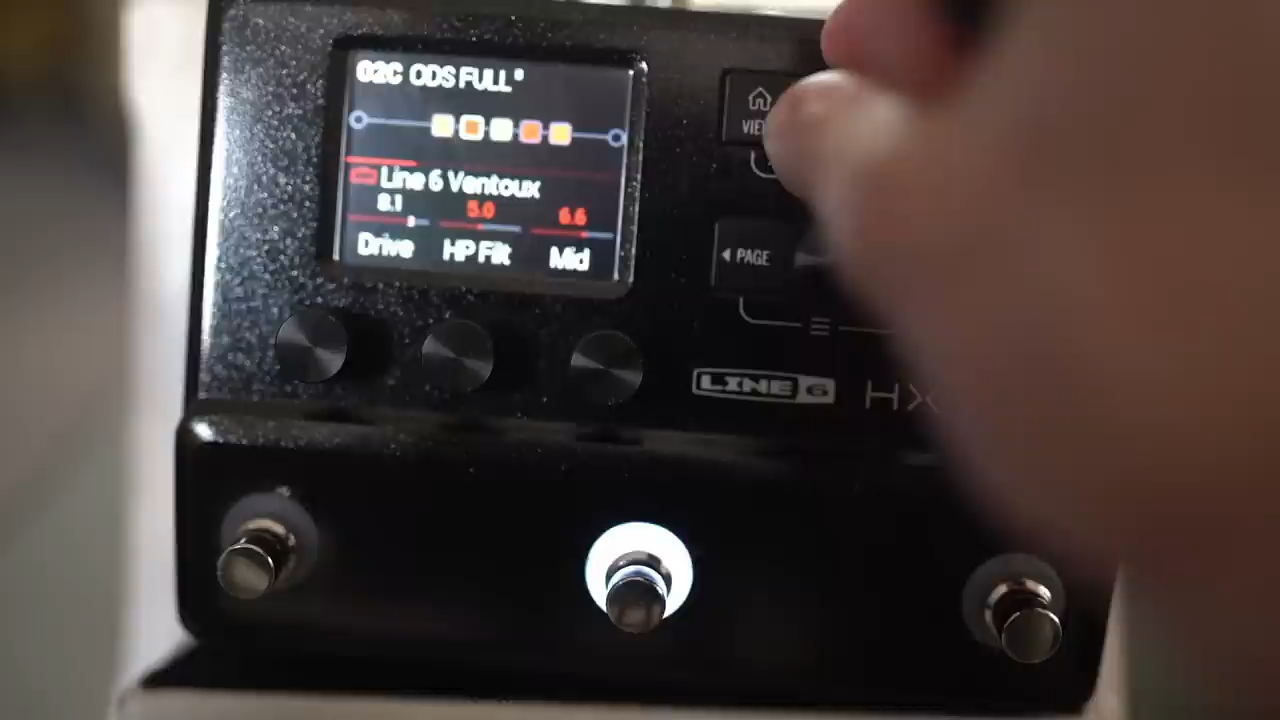 02C ODS FULL
Line 6 Ventoux
8.1 5.0 6.6
Drive HP Filt Mid
PAGE
LINE 6 HX